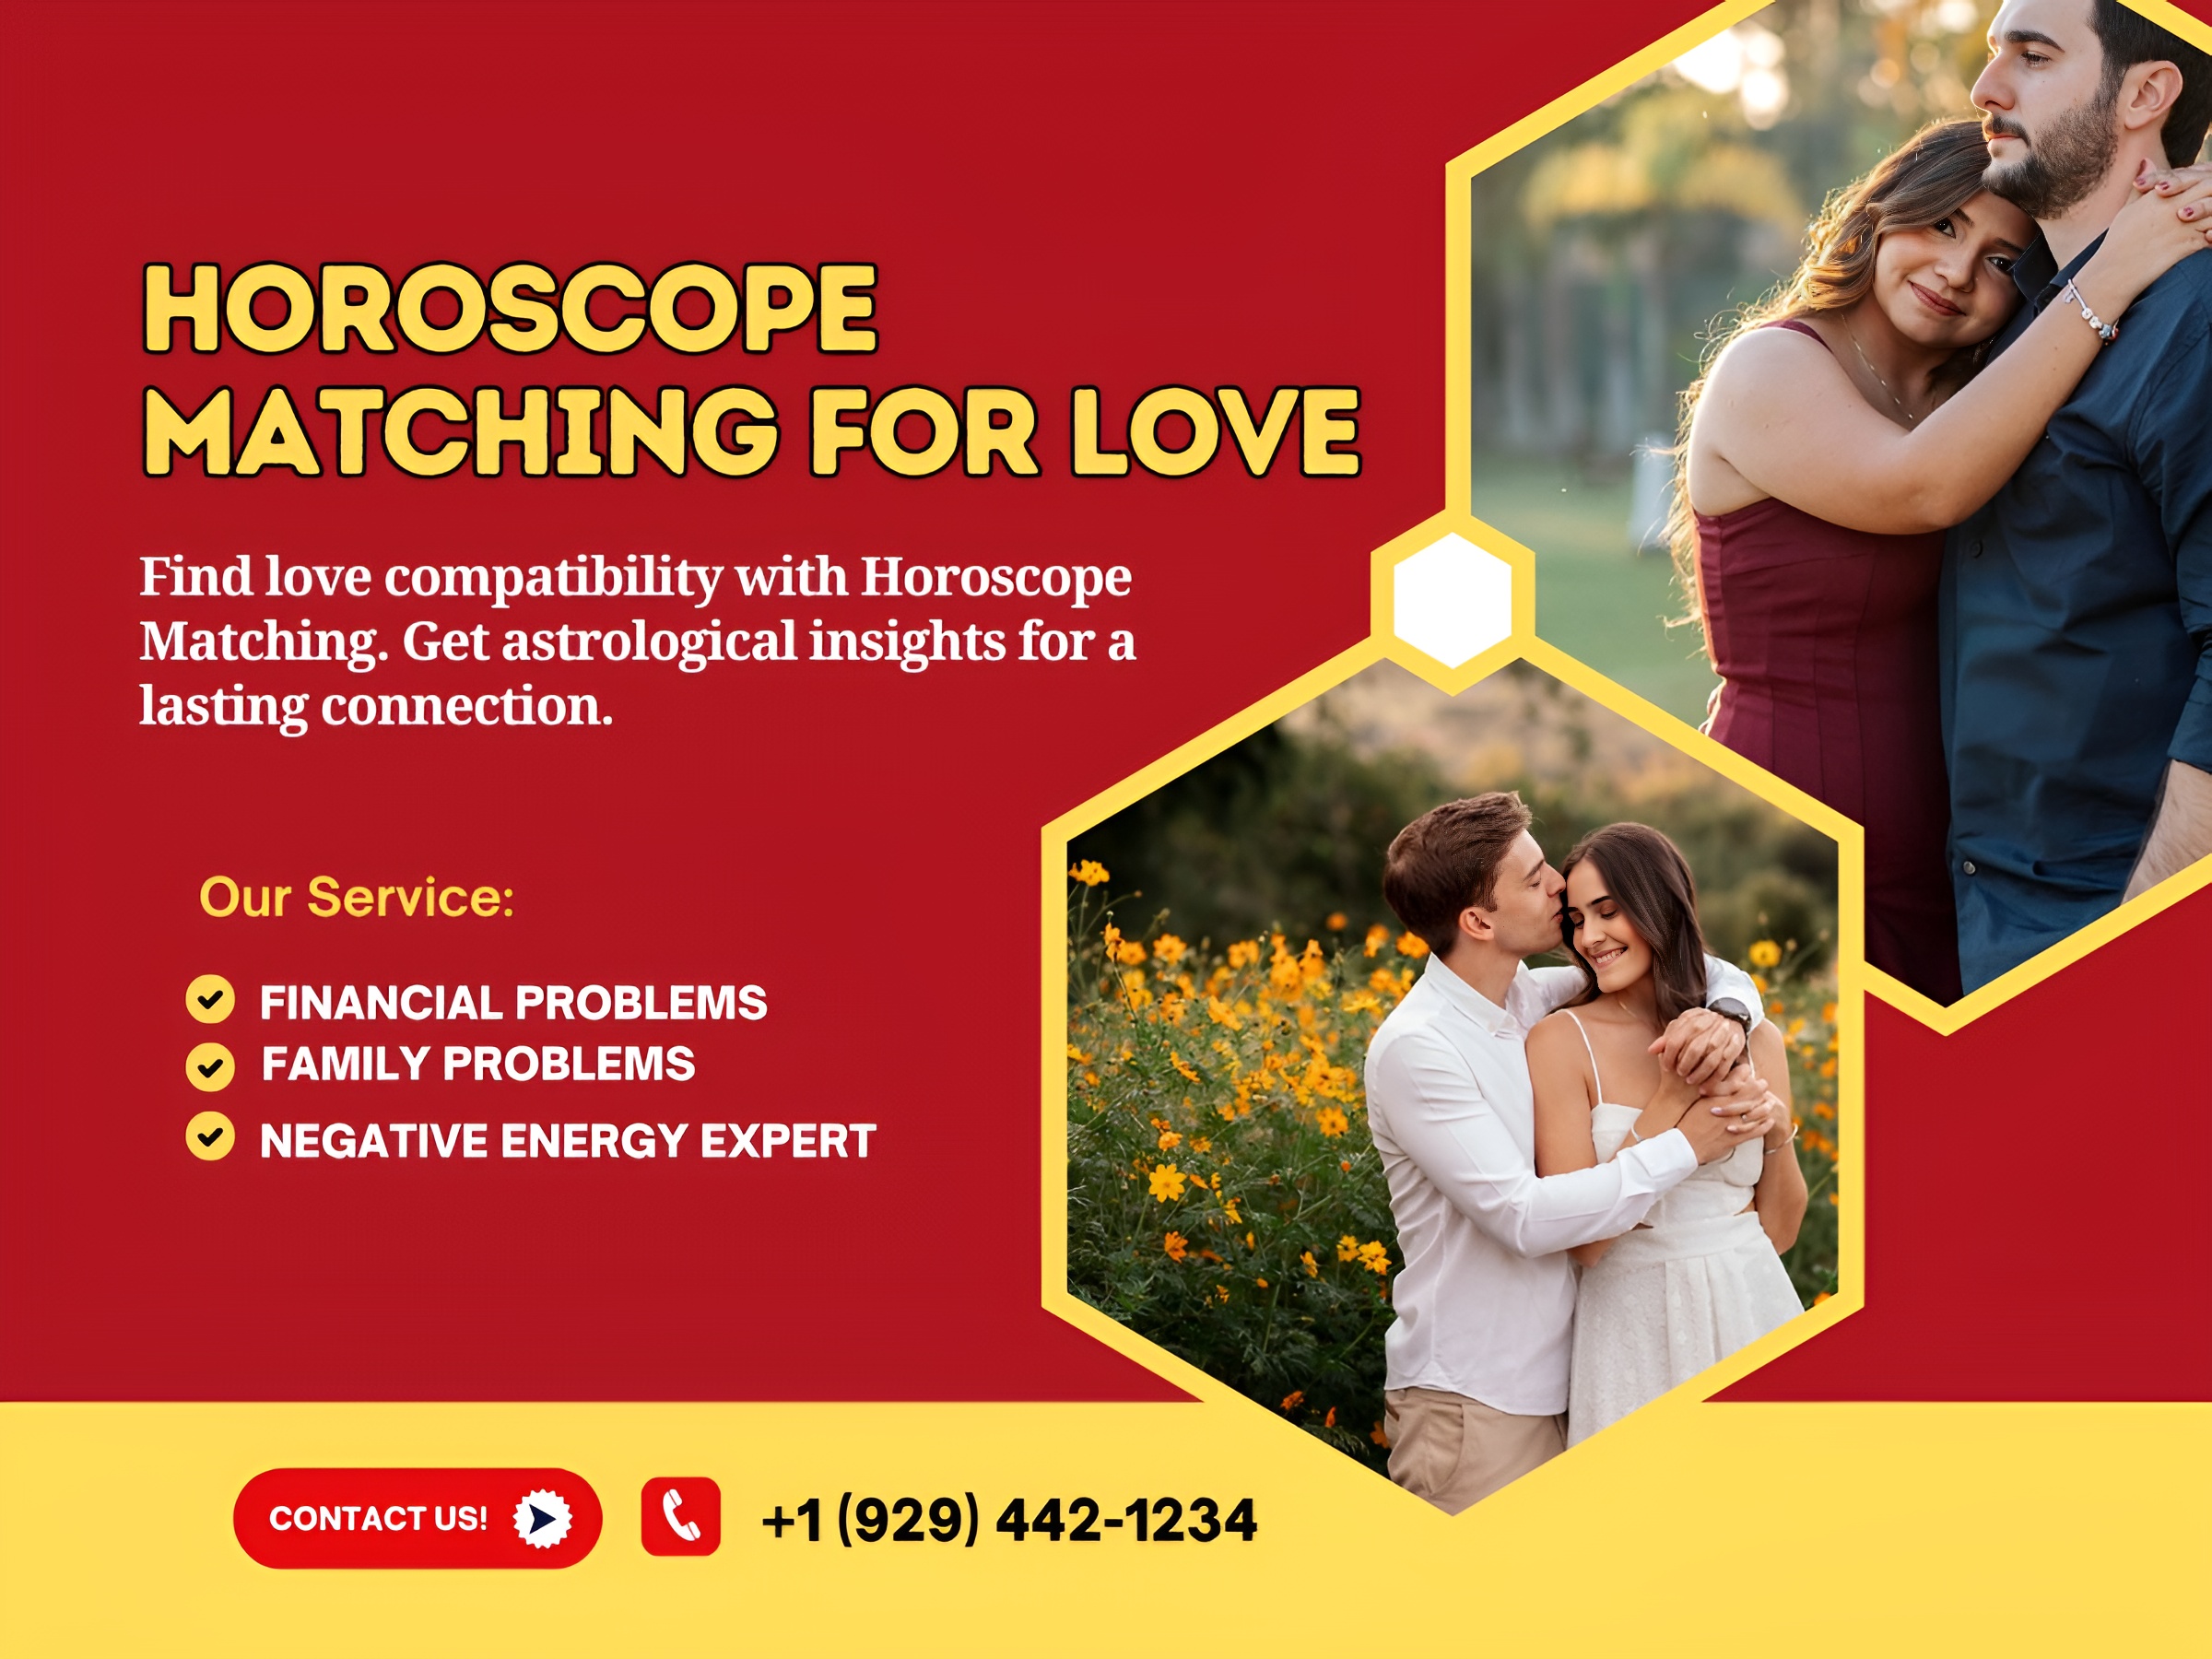 HOROSCOPE
MATCHING FOR LOVE
Find love compatibility with Horoscope
Matching. Get astrological insights for a
lasting connection.
Our Service:
FINANCIAL PROBLEMS
FAMILY PROBLEMS
NEGATIVE ENERGY EXPERT
CONTACT US!
+1 (929) 442-1234